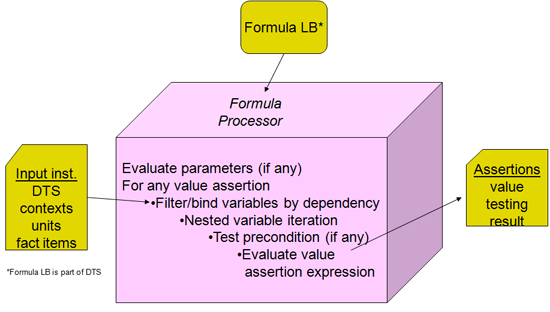 Formula LB*
Formula
Processor
Input inst.
DTS
contexts
units
fact items
*Formula LB is part of DTS
Evaluate parameters (if any)
For any value assertion
•Filter/bind variables by dependency
•Nested variable iteration
•Test precondition (if any)
•Evaluate value
assertion expression
Assertions
value
testing
result